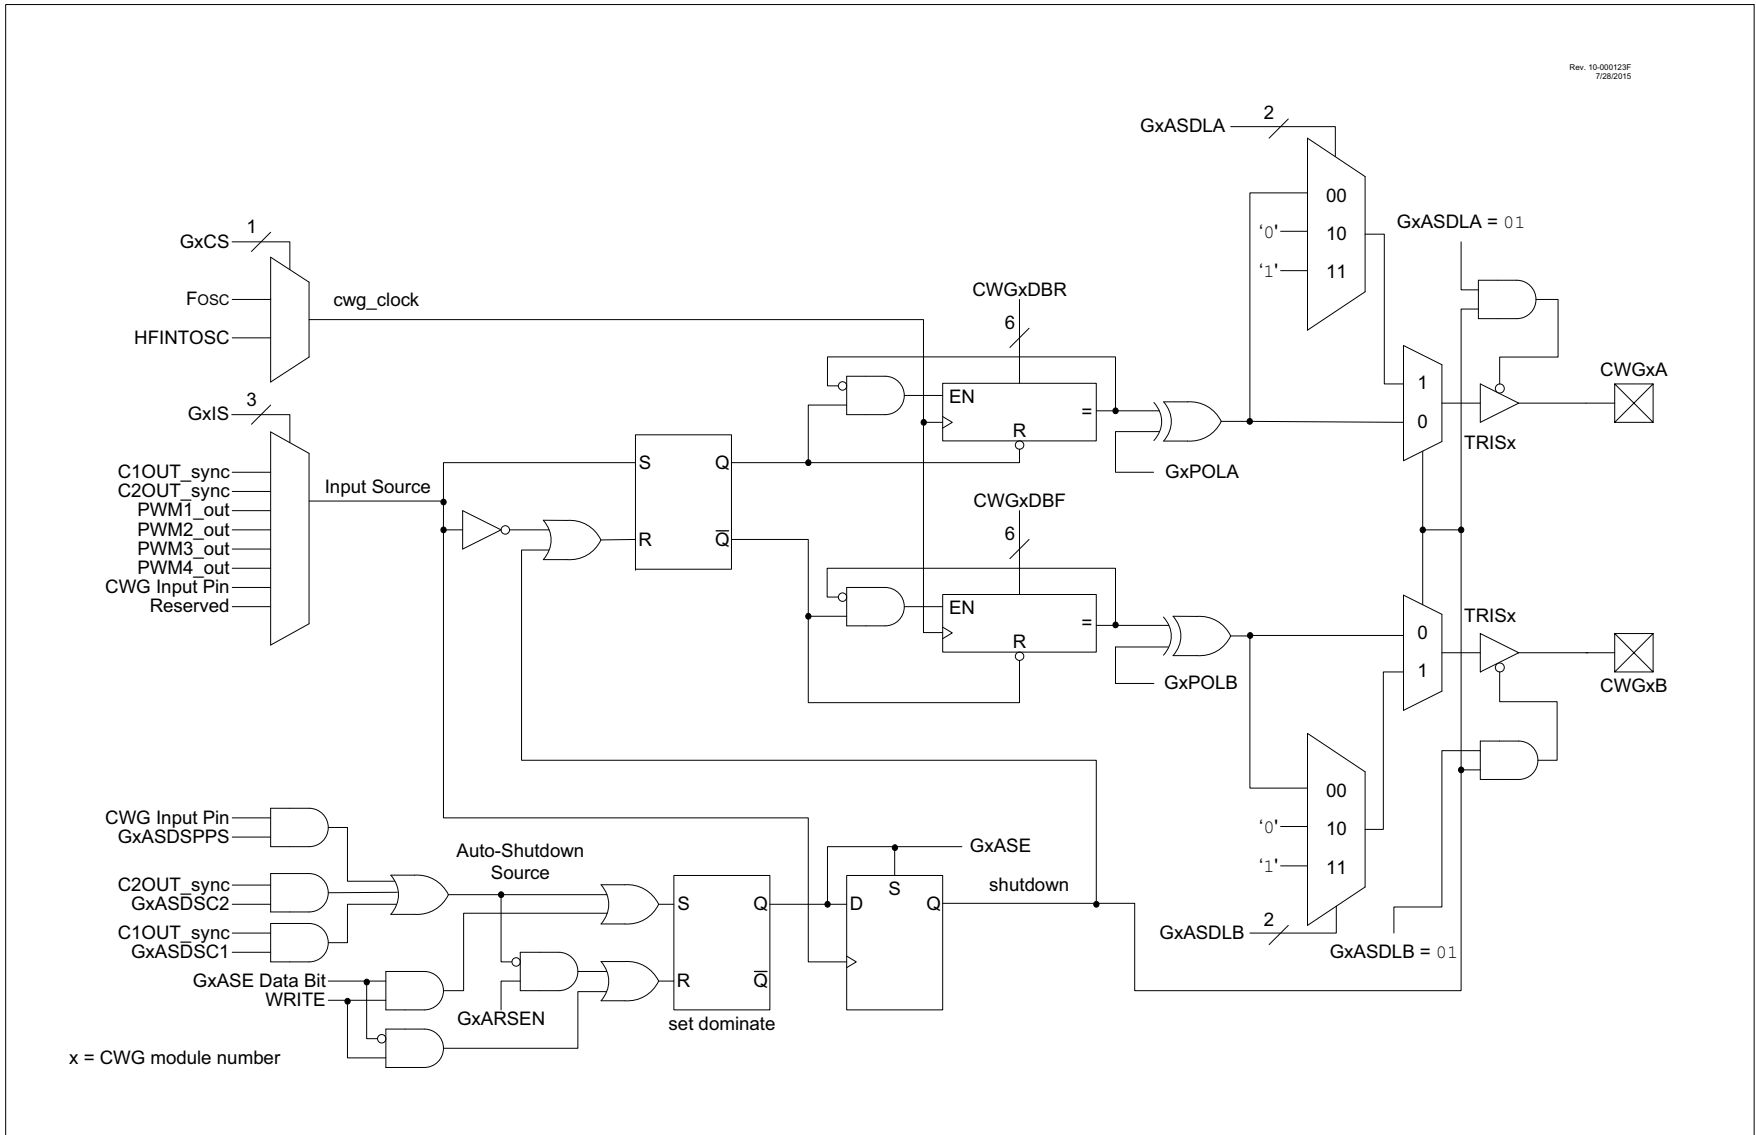 Rev. 10-000123F
7/28/2015
GxASDLA
2
00
'0'
10
'1'
11
GxASDLA = 01
GxCS
1
FOSC
HFINTOSC
cwg_clock
GxIS
3
C1OUT_sync
C2OUT_sync
PWM1_out
PWM2_out
PWM3_out
PWM4_out
CWG Input Pin
Reserved
Input Source
S
Q
R
Q
CWGxDBR
6
EN
=
R
GxPOLA
1
0
TRISx
CWGxA
CWGxDBF
6
EN
=
R
GxPOLB
0
1
TRISx
CWGxB
00
'0'
10
'1'
11
GxASDLB
2
GxASDLB = 01
CWG Input Pin
GxASDSPPS
C2OUT_sync
GxASDSC2
C1OUT_sync
GxASDSC1
GxASE Data Bit
WRITE
Auto-Shutdown
Source
GxARSEN
S
Q
R
Q
set dominate
GxASE
S
D
Q
shutdown
x = CWG module number